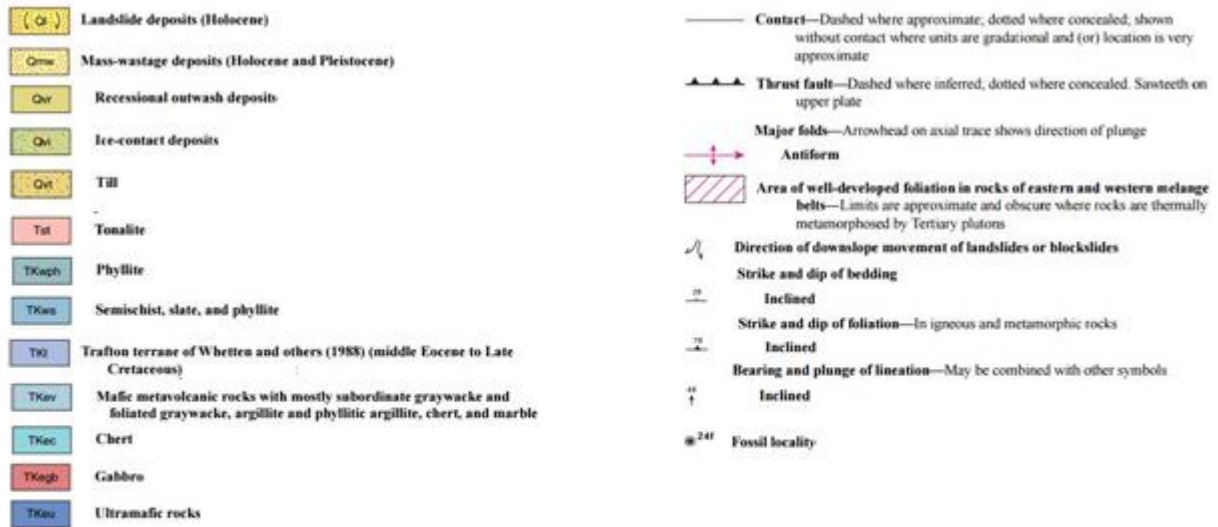 ( Ql ) Landslide deposits (Holocene)
Qmw Mass-wastage deposits (Holocene and Pleistocene)
Qvr Recessional outwash deposits
Qvi Ice-contact deposits
Qvt Till
Tst Tonalite
TKwph Phyllite
TKws Semischist, slate, and phyllite
TKt Trafton terrane of Whetten and others (1988) (middle Eocene to Late
Cretaceous)
TKev Mafic metavolcanic rocks with mostly subordinate graywacke and
foliated graywacke, argillite and phyllitic argillite, chert, and marble
TKec Chert
TKegb Gabbro
TKeu Ultramafic rocks
Contact—Dashed where approximate; dotted where concealed; shown
without contact where units are gradational and (or) location is very
approximate
Thrust fault—Dashed where inferred, dotted where concealed. Sawteeth on
upper plate
Major folds—Arrowhead on axial trace shows direction of plunge
Antiform
Area of well-developed foliation in rocks of eastern and western melange
belts—Limits are approximate and obscure where rocks are thermally
metamorphosed by Tertiary plutons
Direction of downslope movement of landslides or blockslides
Strike and dip of bedding
Inclined
Strike and dip of foliation—In igneous and metamorphic rocks
70 Inclined
Bearing and plunge of lineation—May be combined with other symbols
Inclined
24f Fossil locality